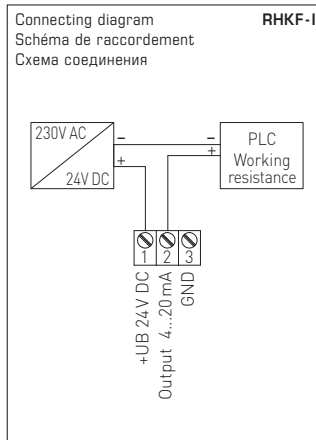 Connecting diagram
RHKF-I
Schéma de raccordement
Схема соединения
230V AC
24V DC
–
+
–
+
PLC
Working
resistance
1
2
3
+UB 24V DC
Output 4...20mA
GND